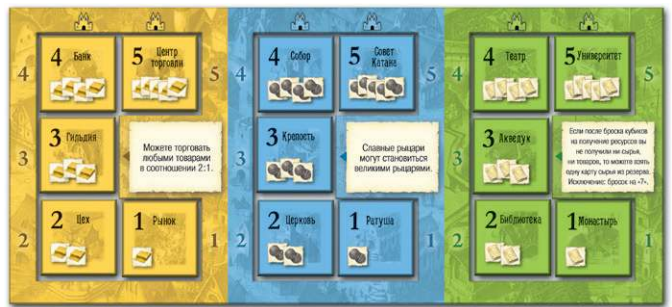 4 Банк
5 Центр
торговли
4
5
3 Гильдия
3
Можете торговать
любыми товарами
в соотношении 2:1.
2 Цех
1 Рынок
2
1
4 Собор
5 Совет
Катана
4
5
3 Крепость
3
Славные рыцари
могут становиться
великими рыцарями.
2 Церковь
1 Ратуша
2
1
4 Театр
5 Университет
4
5
3 Акведук
3
Если после броска кубиков
на получение ресурсов вы
не получили ни сырья,
ни товаров, то можете взять
одну карту сырья из резерва.
Исключение: бросок на «7».
2 Библиотека
1 Монастырь
2
1